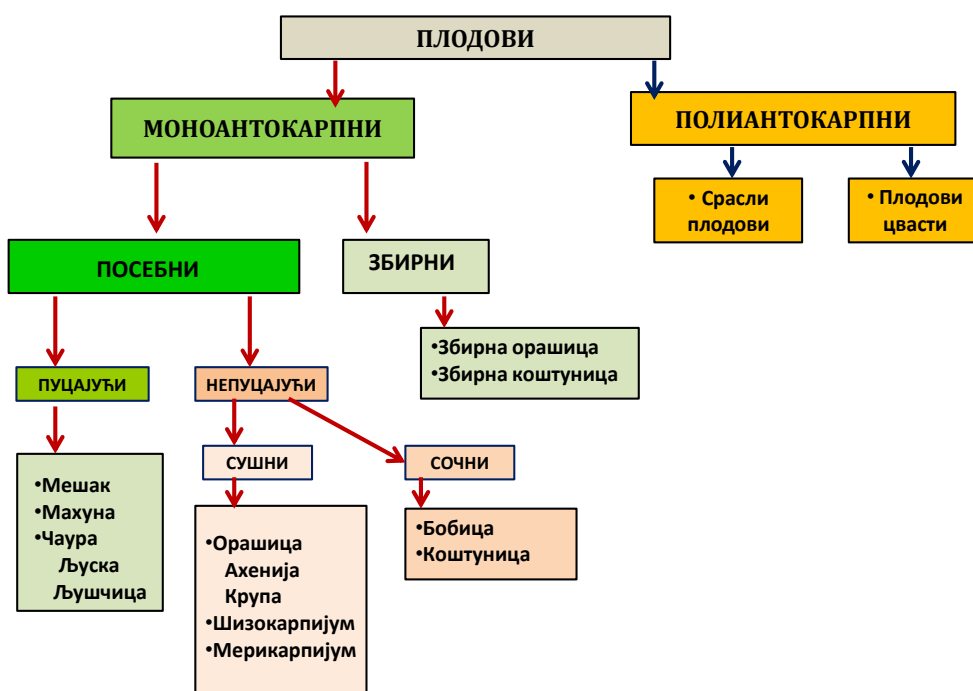 ПЛОДОВИ
МОНОАНТОКАРПНИ
ПОЛИАНТОКАРПНИ
• Срасли
плодови
• Плодови
цвасти
ПОСЕБНИ
ЗБИРНИ
•Збирна орашица
•Збирна коштуница
ПУЦАЈУЋИ
НЕПУЦАЈУЋИ
СУШНИ
СОЧНИ
•Мешак
•Махуна
•Чаура
Љуска
Љушчица
•Орашица
Ахенија
Крупа
•Шизокарпијум
•Мерикарпијум
•Бобица
•Коштуница